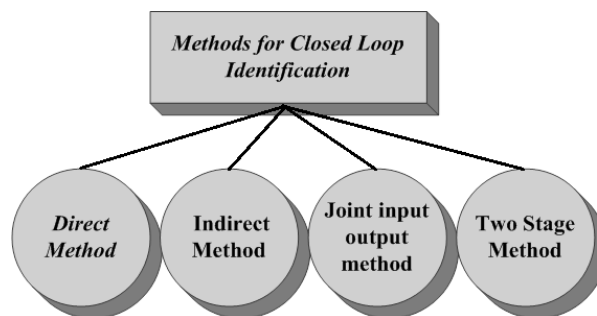 Methods for Closed Loop
Identification
Direct
Method
Indirect
Method
Joint input
output
method
Two Stage
Method